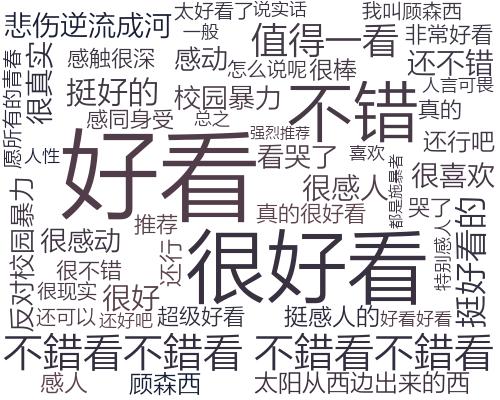 悲伤逆流成河
太好看了
说实话
我叫顾森西
一般
值得一看
非常好看
愿所有的青春
很真实
感触很深
感动
怎么说呢
很棒
还不错
挺好的
校园暴力
不错
人言可畏
真的
感同身受
总之
强烈推荐
还行吧
人性
好看
看哭了
喜欢
都是施暴者
很喜欢
很感人
反对校园暴力
推荐
真的很好看
哭了
特别感人
挺好看的
很感动
还行
很好看
很不错
很现实
很好
还可以
还好吧
超级好看
挺感人的
好看好看
不錯看不錯看
不錯看不錯看
感人
顾森西
太阳从西边出来的西